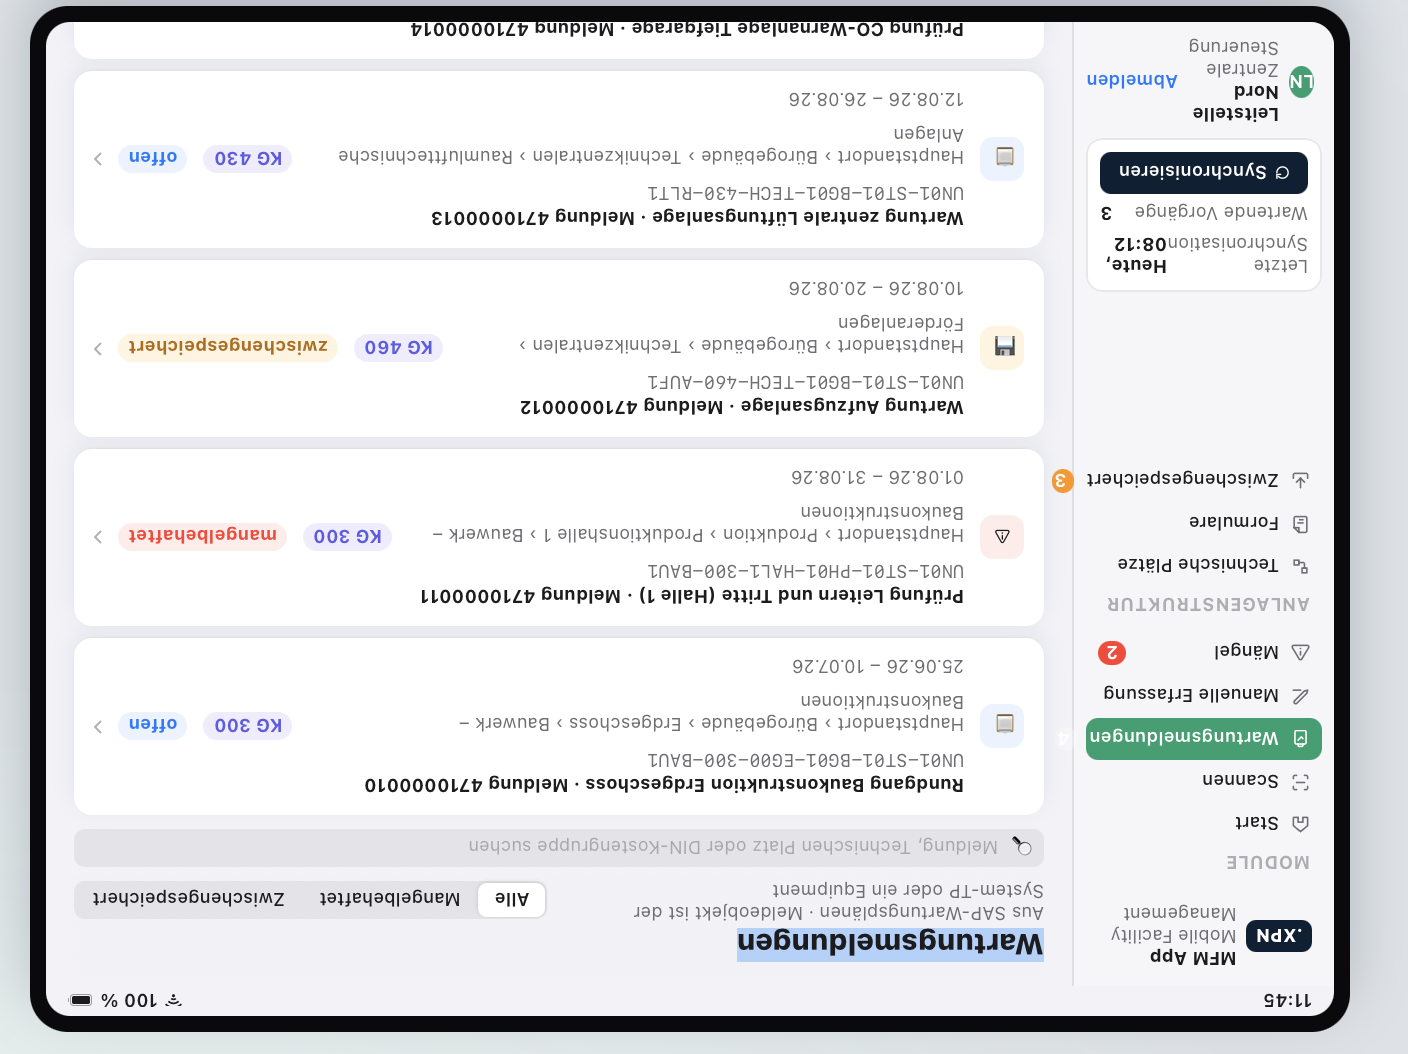 11:45
100 %
.XPN
MFM App
Mobile Facility
Management
MODULE
Start
Scannen
Wartungsmeldungen 4
Manuelle Erfassung
Mängel 2
ANLAGENSTRUKTUR
Technische Plätze
Formulare
Zwischengespeichert 3
Letzte Heute,
Synchronisation 08:12
Wartende Vorgänge 3
Synchronisieren
LN
Leitstelle
Nord
Zentrale
Steuerung
Abmelden
Wartungsmeldungen
Aus SAP-Wartungsplänen · Meldeobjekt ist der
System-TP oder ein Equipment
Alle Mangelbehaftet Zwischengespeichert
Meldung, Technischen Platz oder DIN-Kostengruppe suchen
Rundgang Baukonstruktion Erdgeschoss · Meldung 4710000010
UN01-ST01-BG01-EG00-300-BAU1
Hauptstandort › Bürogebäude › Erdgeschoss › Bauwerk –
Baukonstruktionen
25.06.26 – 10.07.26
KG 300 offen
Prüfung Leitern und Tritte (Halle 1) · Meldung 4710000011
UN01-ST01-PH01-HAL1-300-BAU1
Hauptstandort › Produktion › Produktionshalle 1 › Bauwerk –
Baukonstruktionen
01.08.26 – 31.08.26
KG 300 mangelbehaftet
Wartung Aufzugsanlage · Meldung 4710000012
UN01-ST01-BG01-TECH-460-AUF1
Hauptstandort › Bürogebäude › Technikzentralen ›
Förderanlagen
10.08.26 – 20.08.26
KG 460 zwischengespeichert
Wartung zentrale Lüftungsanlage · Meldung 4710000013
UN01-ST01-BG01-TECH-430-RLT1
Hauptstandort › Bürogebäude › Technikzentralen › Raumlufttechnische
Anlagen
12.08.26 – 26.08.26
KG 430 offen
Prüfung CO-Warnanlage Tiefgarage · Meldung 4710000014